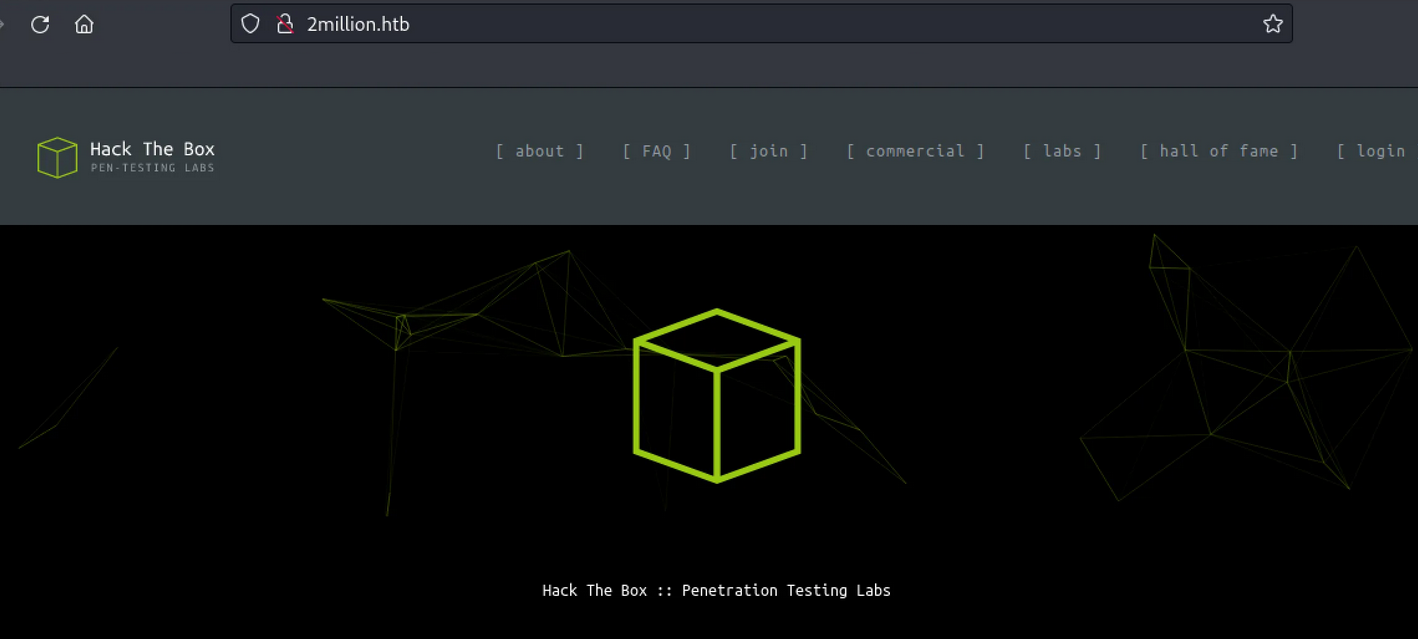 2million.htb
Hack The Box
PEN-TESTING LABS
[ about ] [ FAQ ] [ join ] [ commercial ] [ labs ] [ hall of fame ] [ login
Hack The Box :: Penetration Testing Labs